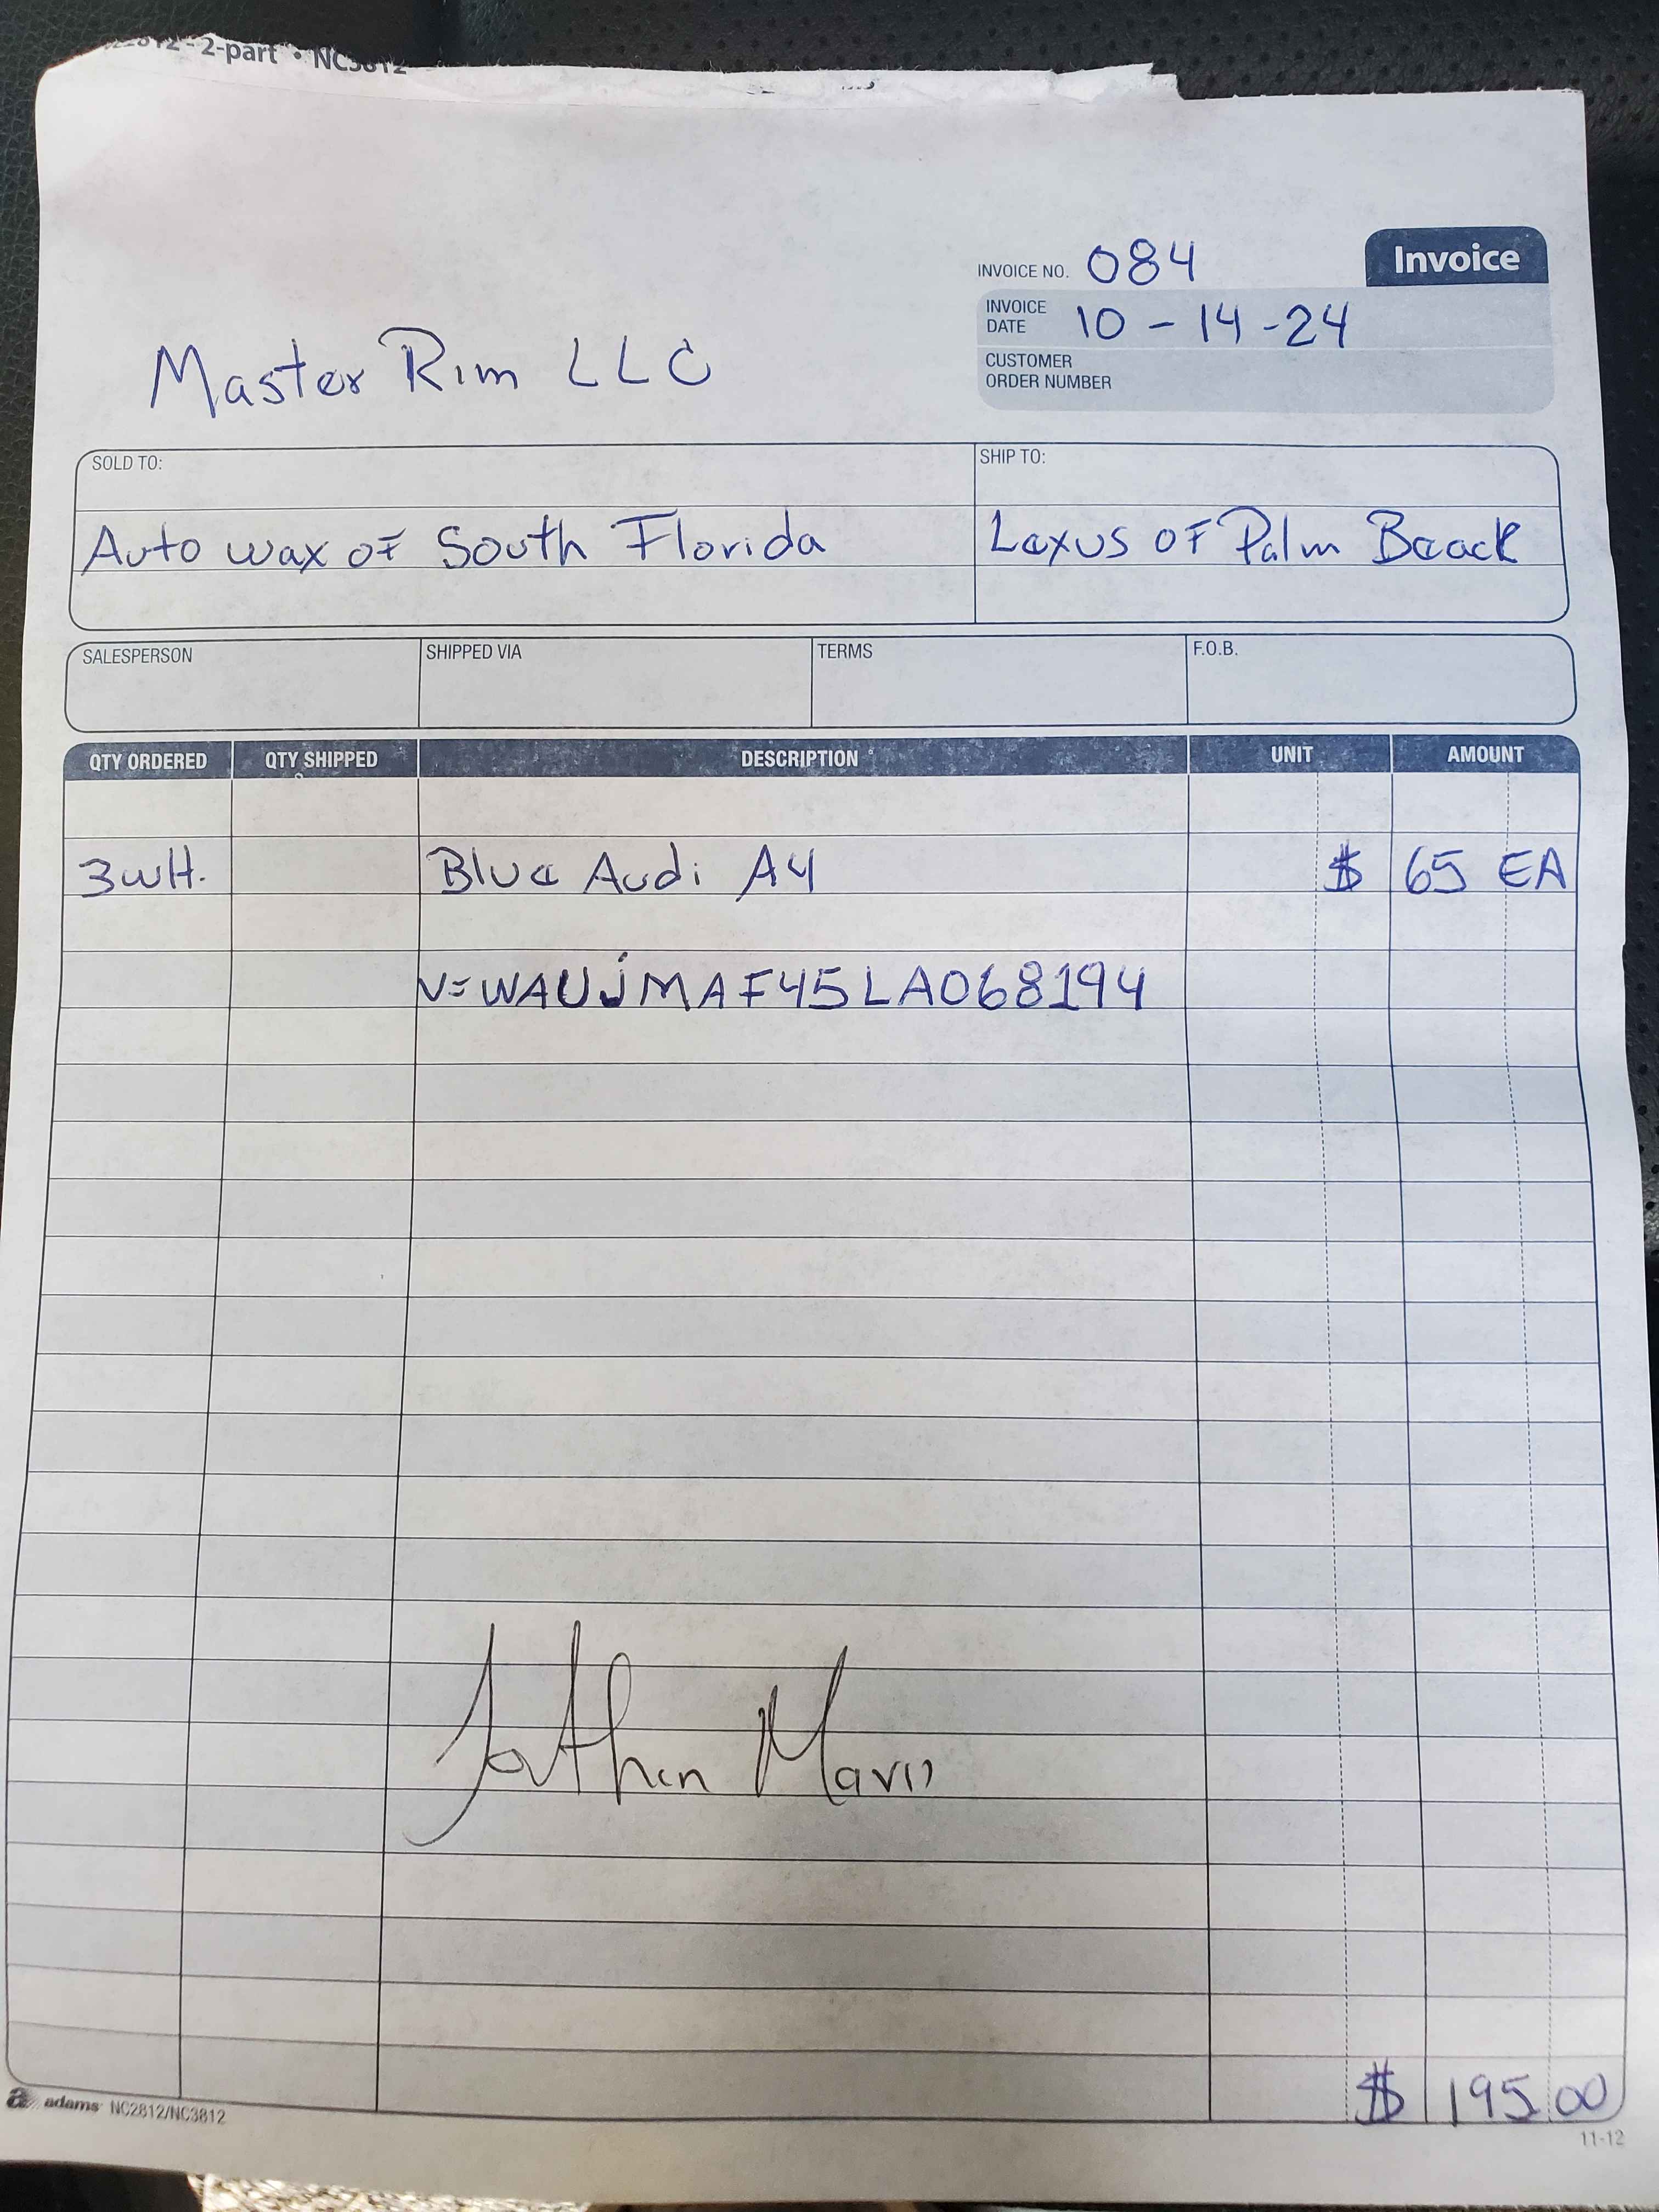 2-part • NC3812
Invoice
INVOICE NO. 084
INVOICE DATE 10 - 14 - 24
CUSTOMER ORDER NUMBER
Master Rim LLC
SOLD TO:
SHIP TO:
Auto wax of South Florida
Lexus of Palm Beach
SALESPERSON
SHIPPED VIA
TERMS
F.O.B.
QTY ORDERED QTY SHIPPED DESCRIPTION UNIT AMOUNT
3 WH. Blue Audi A4 $ 65 EA
V=WAUJMAF45LA068194
$ 195 00
adams NC2812/NC3812
11-12